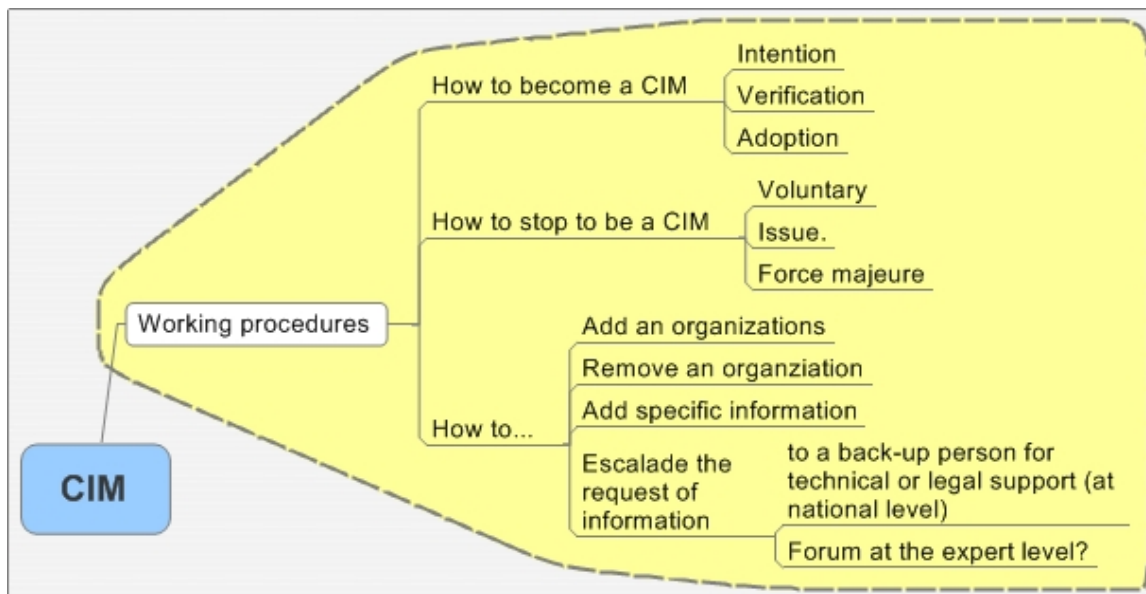 How to become a CIM
Intention
Verification
Adoption
How to stop to be a CIM
Voluntary
Issue.
Force majeure
Working procedures
How to...
Add an organizations
Remove an organziation
Add specific information
Escalade the
request of
information
to a back-up person for
technical or legal support (at
national level)
Forum at the expert level?
CIM